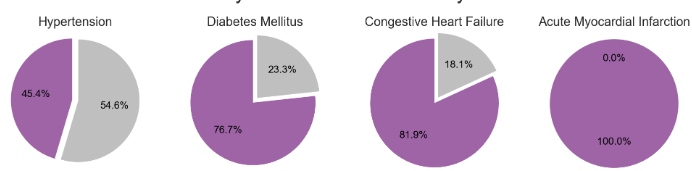 Hypertension
Diabetes Mellitus
Congestive Heart Failure
Acute Myocardial Infarction
45.4%
54.6%
23.3%
76.7%
18.1%
81.9%
0.0%
100.0%